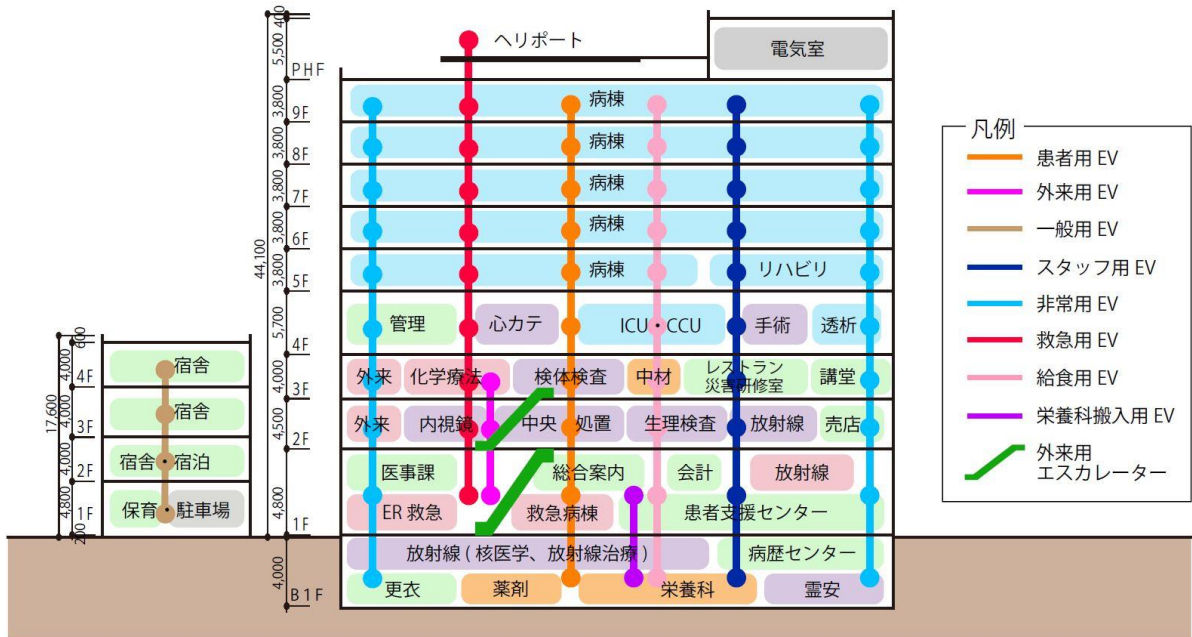 ヘリポート
電気室
病棟
病棟
病棟
病棟
病棟
リハビリ
管理
心カテ
ICU・CCU
手術
透析
外来
化学療法
検体検査
中材
レストラン
災害研修室
講堂
外来
内視鏡
中央 処置
生理検査
放射線
売店
医事課
総合案内
会計
放射線
ER 救急
救急病棟
患者支援センター
放射線(核医学、放射線治療)
病歴センター
更衣
薬剤
栄養科
霊安
400
5,500
PHF
3,800
9F
3,800
8F
3,800
7F
3,800
6F
3,800
5F
5,700
4F
4,000
3F
4,500
2F
4,800
1F
4,000
B1F
44,100
17,600
600
4,000
4F
4,000
3F
4,000
2F
4,800
1F
200
宿舎
宿舎
宿舎・宿泊
保育・駐車場
凡例
患者用 EV
外来用 EV
一般用 EV
スタッフ用 EV
非常用 EV
救急用 EV
給食用 EV
栄養科搬入用 EV
外来用
エスカレーター